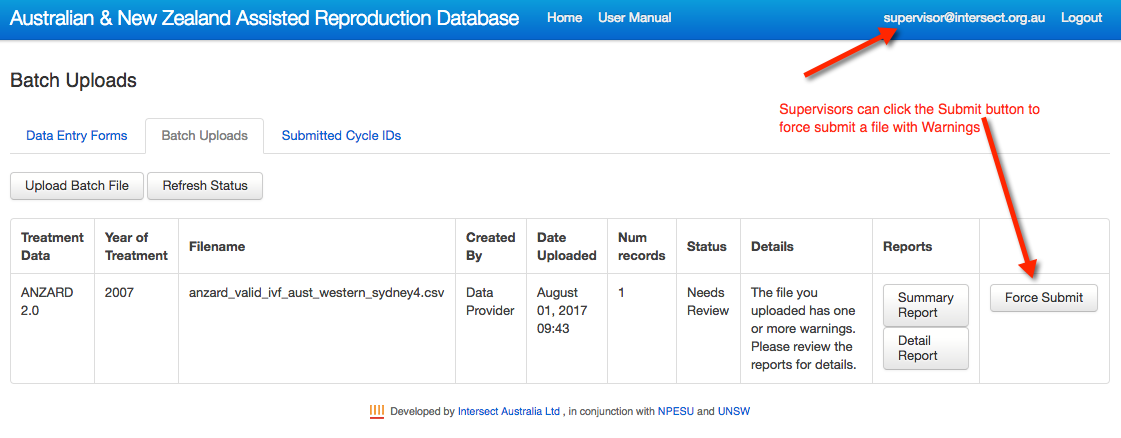 Australian & New Zealand Assisted Reproduction Database Home User Manual supervisor@intersect.org.au Logout
Batch Uploads
Supervisors can click the Submit button to
force submit a file with Warnings
Data Entry Forms Batch Uploads Submitted Cycle IDs
Upload Batch File Refresh Status
Treatment Data
Year of Treatment
Filename
Created By
Date Uploaded
Num records
Status
Details
Reports
ANZARD 2.0
2007
anzard_valid_ivf_aust_western_sydney4.csv
Data Provider
August 01, 2017 09:43
1
Needs Review
The file you
uploaded has one
or more warnings.
Please review the
reports for details.
Summary Report
Detail Report
Force Submit
Developed by Intersect Australia Ltd , in conjunction with NPESU and UNSW